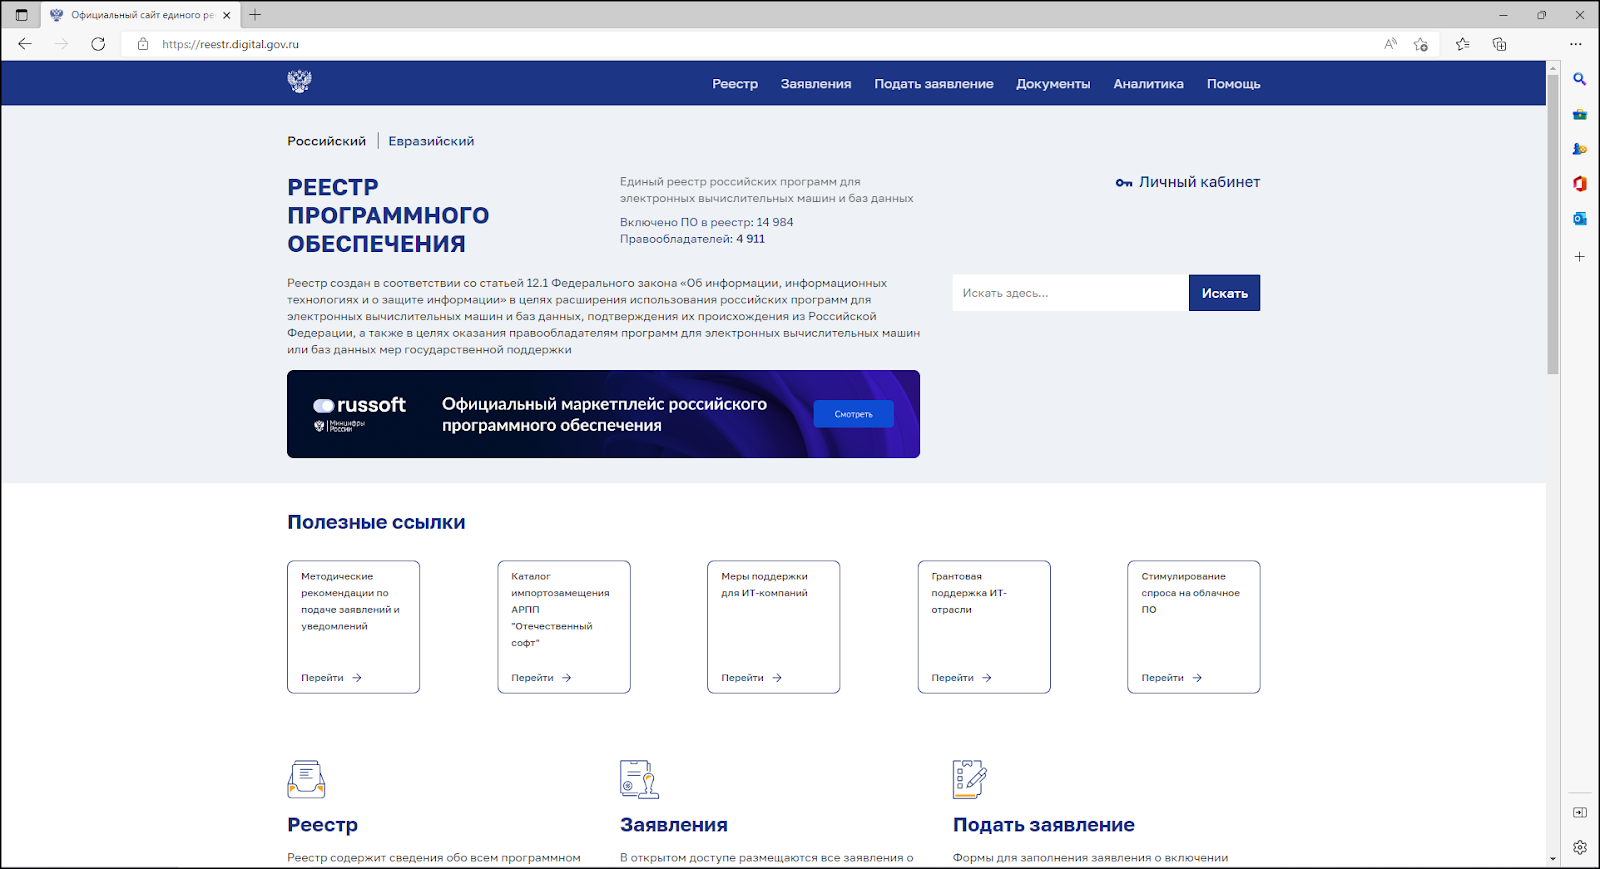 Официальный сайт единого ре
https://reestr.digital.gov.ru
Реестр Заявления Подать заявление Документы Аналитика Помощь
Российский | Евразийский
РЕЕСТР
ПРОГРАММНОГО
ОБЕСПЕЧЕНИЯ
Единый реестр российских программ для
электронных вычислительных машин и баз данных
Включено ПО в реестр: 14 984
Правообладателей: 4 911
Личный кабинет
Реестр создан в соответствии со статьей 12.1 Федерального закона «Об информации, информационных
технологиях и о защите информации» в целях расширения использования российских программ для
электронных вычислительных машин и баз данных, подтверждения их происхождения из Российской
Федерации, а также в целях оказания правообладателям программ для электронных вычислительных машин
или баз данных мер государственной поддержки
Искать здесь...
Искать
russoft
Минцифры
России
Официальный маркетплейс российского
программного обеспечения
Смотреть
Полезные ссылки
Методические
рекомендации по
подаче заявлений и
уведомлений
Перейти
Каталог
импортозамещения
АРПП
"Отечественный
софт"
Перейти
Меры поддержки
для ИТ-компаний
Перейти
Грантовая
поддержка ИТ-
отрасли
Перейти
Стимулирование
спроса на облачное
ПО
Перейти
Реестр
Реестр содержит сведения обо всем программном
Заявления
В открытом доступе размещаются все заявления о
Подать заявление
Формы для заполнения заявления о включении